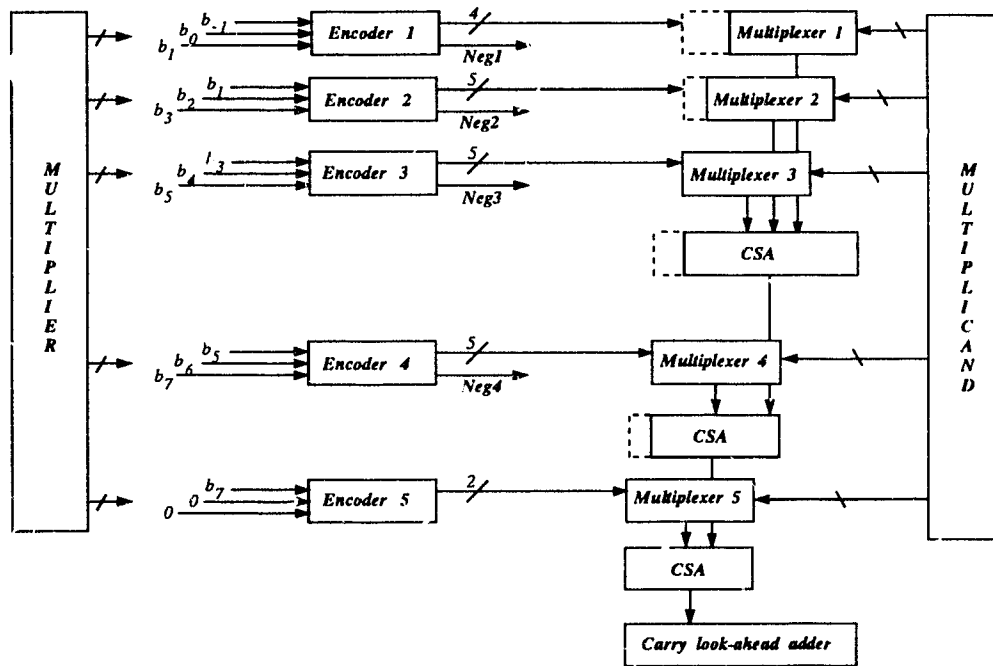 MULTIPLIER
b1 b0 b-1
Encoder 1
4
Neg1
Multiplexer 1
b3 b2 b1
Encoder 2
5
Neg2
Multiplexer 2
b5 b4 3
Encoder 3
5
Neg3
Multiplexer 3
CSA
b7 b6 b5
Encoder 4
5
Neg4
Multiplexer 4
CSA
0 0 b7
Encoder 5
2
Multiplexer 5
CSA
Carry look-ahead adder
MULTIPLICAND